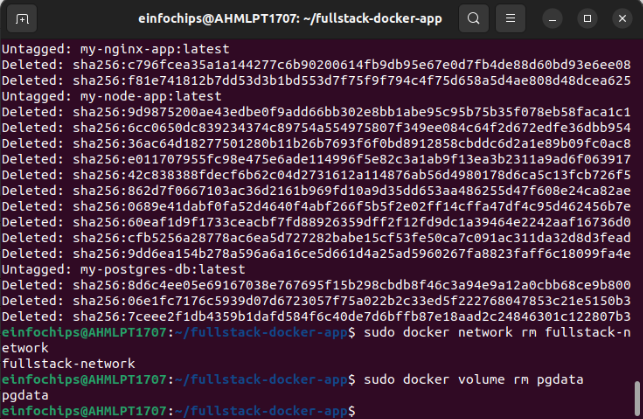 einfochips@AHMLPT1707: ~/fullstack-docker-app
Untagged: my-nginx-app:latest
Deleted: sha256:c796fcea35a1a144277c6b90200614fb9db95e67e0d7fb4de88d60bd93e6ee08
Deleted: sha256:f81e741812b7dd53d3b1bd553d7f75f9f794c4f75d658a5d4ae808d48dcea625
Untagged: my-node-app:latest
Deleted: sha256:9d9875200ae43edbe0f9add66bb302e8bb1abe95c95b75b35f078eb58faca1c1
Deleted: sha256:6cc0650dc839234374c89754a554975807f349ee084c64f2d672edfe36dbb954
Deleted: sha256:36ac64d18277501280b11b26b7693f6f0bd8912858cbddc6d2a1e89b09fc0ac8
Deleted: sha256:e011707955fc98e475e6ade114996f5e82c3a1ab9f13ea3b2311a9ad6f063917
Deleted: sha256:42c838388fdecf6b62c04d2731612a114876ab56d4980178d6ca5c13fcb726f5
Deleted: sha256:862d7f0667103ac36d2161b969fd10a9d35dd653aa486255d47f608e24ca82ae
Deleted: sha256:0689e41dabf0fa52d4640f4abf266f5b5f2e02ff14cffa47df4c95d462456b7e
Deleted: sha256:60eaf1d9f1733ceacbf7fd88926359dff2f12fd9dc1a39464e2242aaf16736d0
Deleted: sha256:cfb5256a28778ac6ea5d727282babe15cf53fe50ca7c091ac311da32d8d3fead
Deleted: sha256:9dd6ea154b278a596a6a16ce5d661d4a25ad5960267fa8823faff6c18099fa4e
Untagged: my-postgres-db:latest
Deleted: sha256:8d6c4ee05e69167038e767695f15b298cbdb8f46c3a94e9a12a0cbb68ce9b800
Deleted: sha256:06e1fc7176c5939d07d6723057f75a022b2c33ed5f222768047853c21e5150b3
Deleted: sha256:7ceee2f1db4359b1dafd584f6c40de7d6bffb87e18aad2c24846301c122807b3
einfochips@AHMLPT1707:~/fullstack-docker-app$ sudo docker network rm fullstack-n
etwork
fullstack-network
einfochips@AHMLPT1707:~/fullstack-docker-app$ sudo docker volume rm pgdata
pgdata
einfochips@AHMLPT1707:~/fullstack-docker-app$